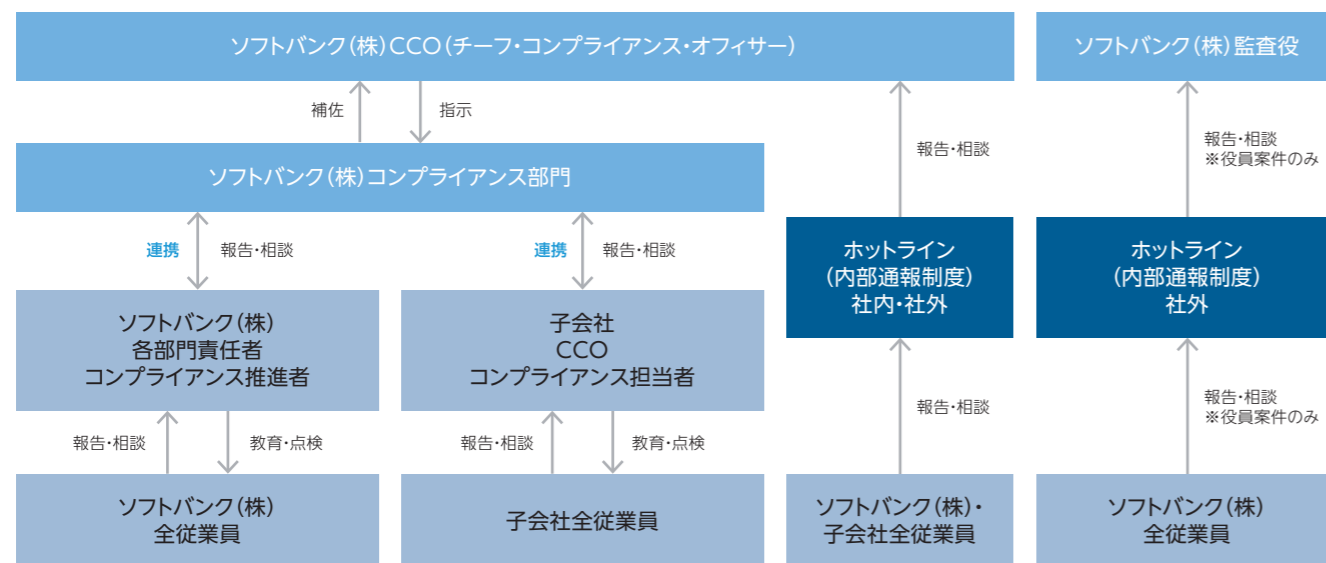 ソフトバンク(株)CCO(チーフ・コンプライアンス・オフィサー)
ソフトバンク(株)監査役
補佐
指示
報告・相談
報告・相談
※役員案件のみ
ソフトバンク(株)コンプライアンス部門
連携
報告・相談
連携
報告・相談
ホットライン
(内部通報制度)
社内・社外
ホットライン
(内部通報制度)
社外
ソフトバンク(株)
各部門責任者
コンプライアンス推進者
子会社
CCO
コンプライアンス担当者
報告・相談
教育・点検
報告・相談
教育・点検
報告・相談
報告・相談
※役員案件のみ
ソフトバンク(株)
全従業員
子会社全従業員
ソフトバンク(株)・
子会社全従業員
ソフトバンク(株)
全従業員